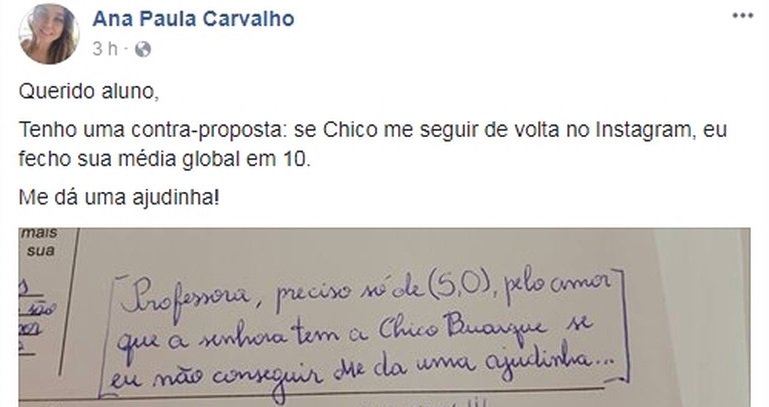 Ana Paula Carvalho
3 h ·
Querido aluno,
Tenho uma contra-proposta: se Chico me seguir de volta no Instagram, eu
fecho sua média global em 10.
Me dá uma ajudinha!
mais
sua
são
[Professora, preciso só de (5,0), pelo amor
que a senhora tem a Chico Buarque se
eu não conseguir Me da uma ajudinha...]